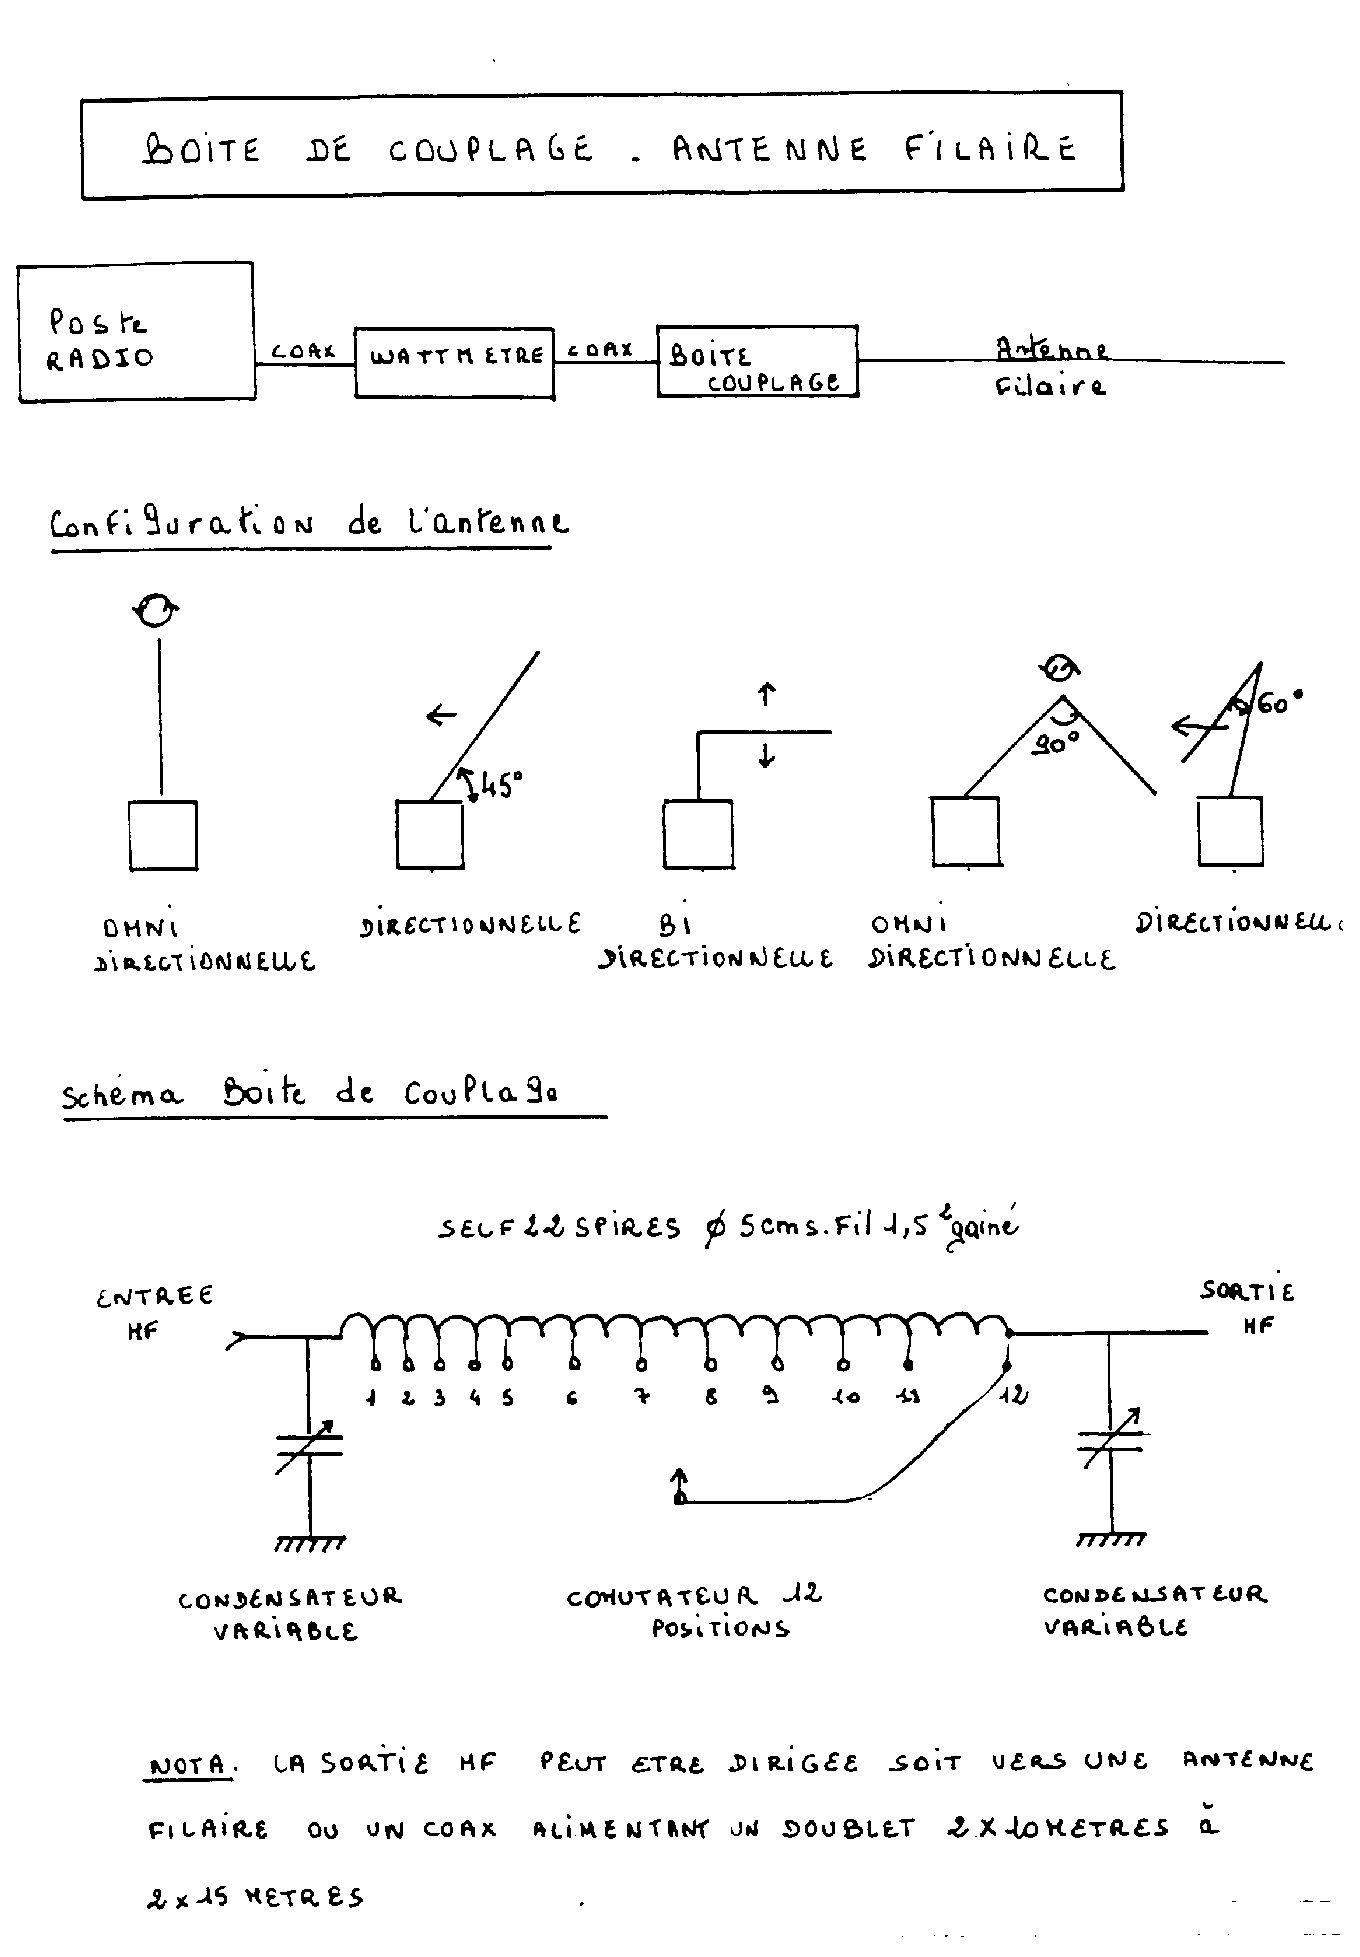 BOITE DE COUPLAGE . ANTENNE FILAIRE
Poste
RADIO
COAX
WATTMETRE
COAX
BOITE
COUPLAGE
Antenne
Filaire
Configuration de l'antenne
45°
90°
60°
OMNI
DIRECTIONNELLE
DIRECTIONNELLE
BI
DIRECTIONNELLE
OMNI
DIRECTIONNELLE
DIRECTIONNELL
Schéma Boite de Couplage
SELF 22 SPIRES ø 5cms. Fil 1,5² gainé
ENTREE
HF
SORTIE
HF
1 2 3 4 5 6 7 8 9 10 11 12
CONDENSATEUR
VARIABLE
COMUTATEUR 12
POSITIONS
CONDENSATEUR
VARIABLE
NOTA. LA SORTIE HF PEUT ETRE DIRIGEE SOIT VERS UNE ANTENNE
FILAIRE OU UN COAX ALIMENTANT UN DOUBLET 2 X 10 METRES à
2 x 15 METRES